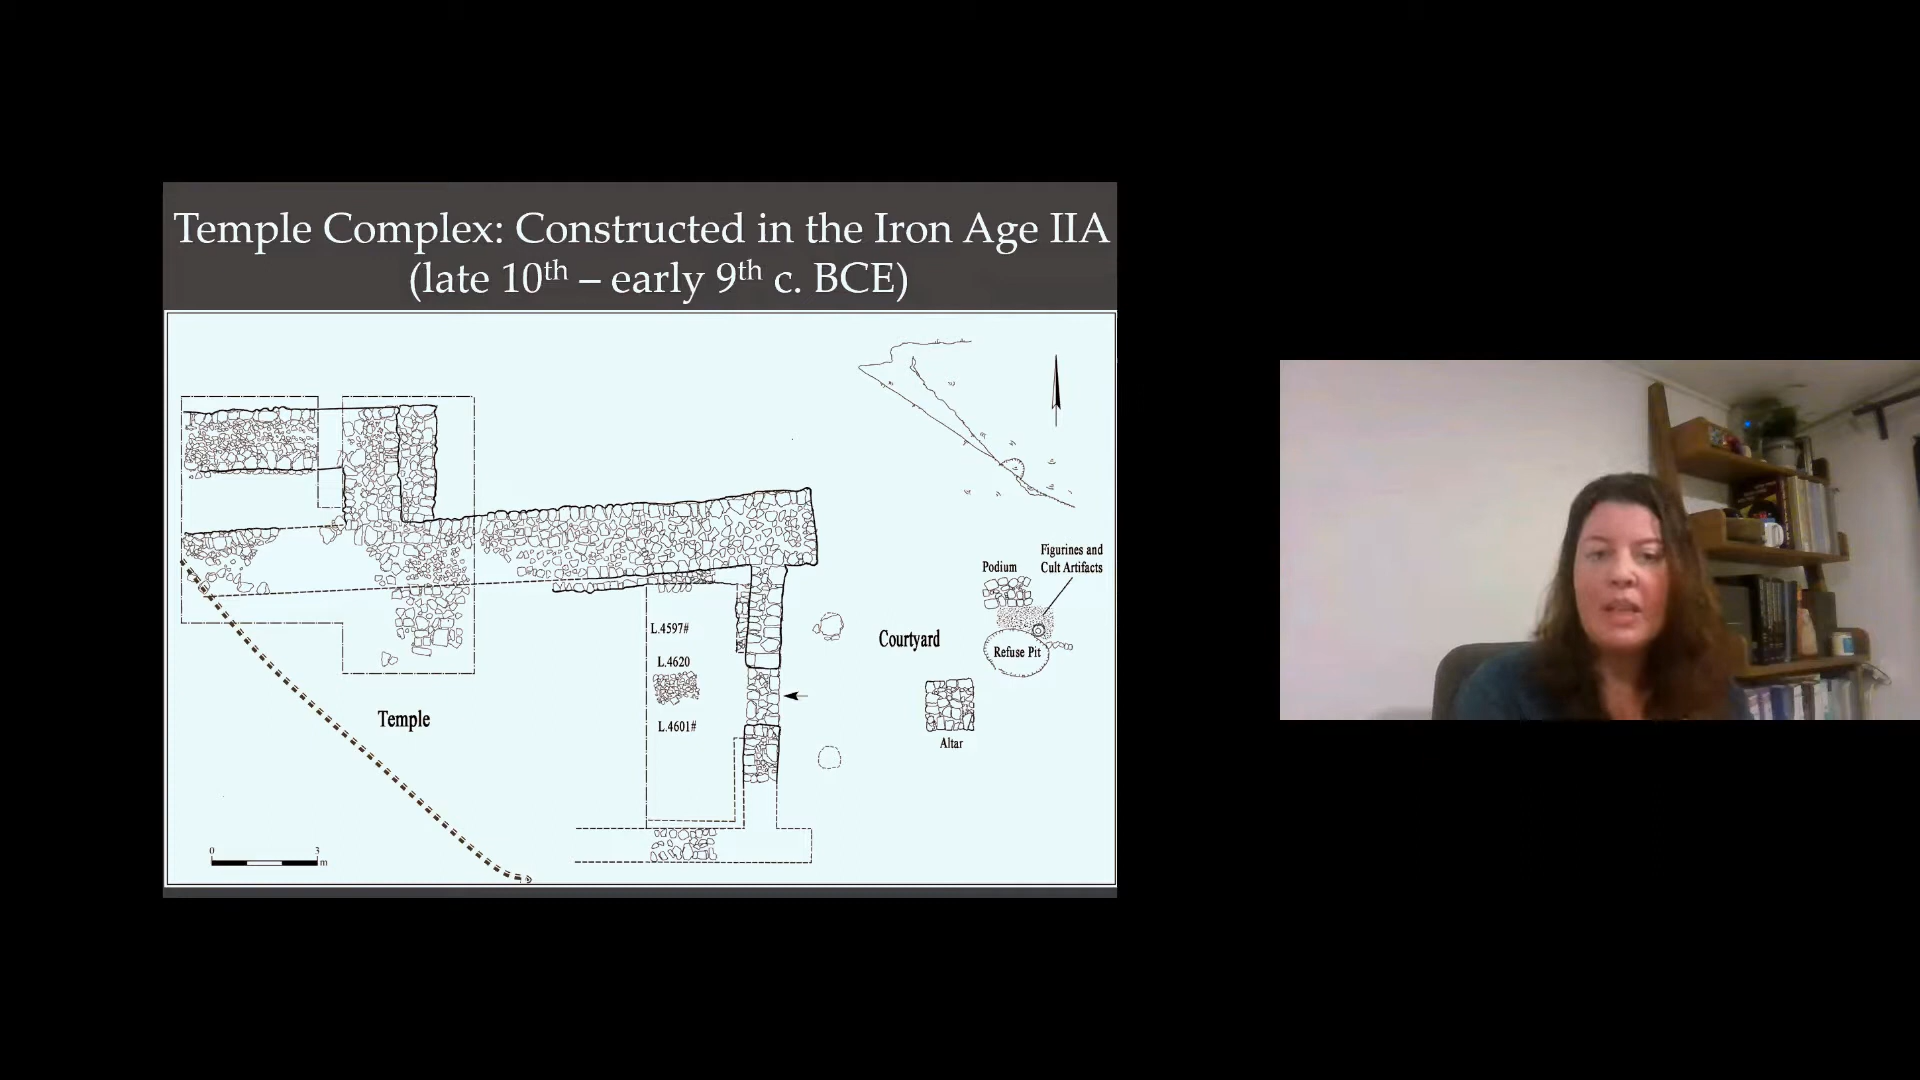 Temple Complex: Constructed in the Iron Age IIA
(late 10th – early 9th c. BCE)
Figurines and
Cult Artifacts
Podium
L.4597#
Courtyard
Refuse Pit
L.4620
Temple
L.4601#
Altar
0 3
m